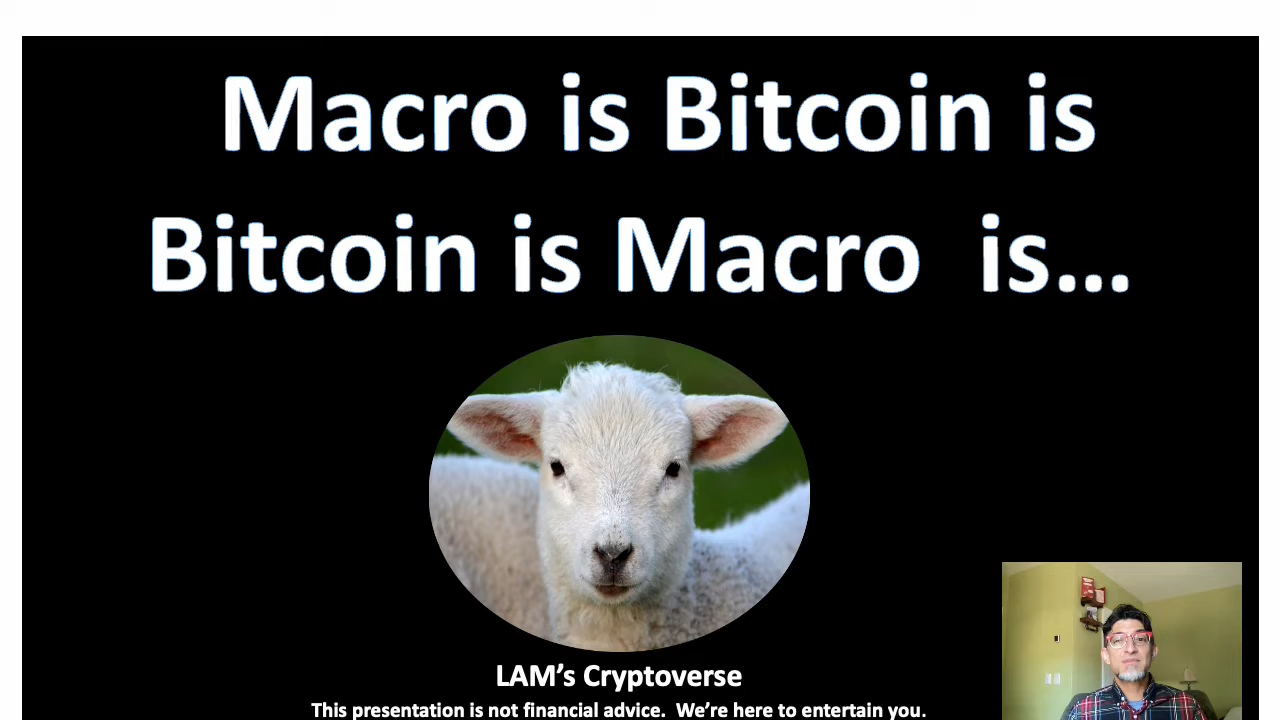 Macro is Bitcoin is
Bitcoin is Macro  is...
LAM's Cryptoverse
This presentation is not financial advice.  We're here to entertain you.